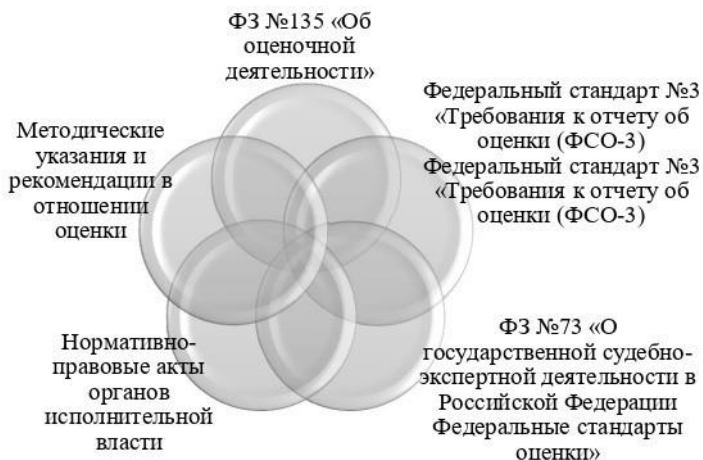 ФЗ №135 «Об
оценочной
деятельности»
Федеральный стандарт №3
«Требования к отчету об
оценки (ФСО-3)
Федеральный стандарт №3
«Требования к отчету об
оценки (ФСО-3)
ФЗ №73 «О
государственной судебно-
экспертной деятельности в
Российской Федерации
Федеральные стандарты
оценки»
Нормативно-
правовые акты
органов
исполнительной
власти
Методические
указания и
рекомендации в
отношении
оценки